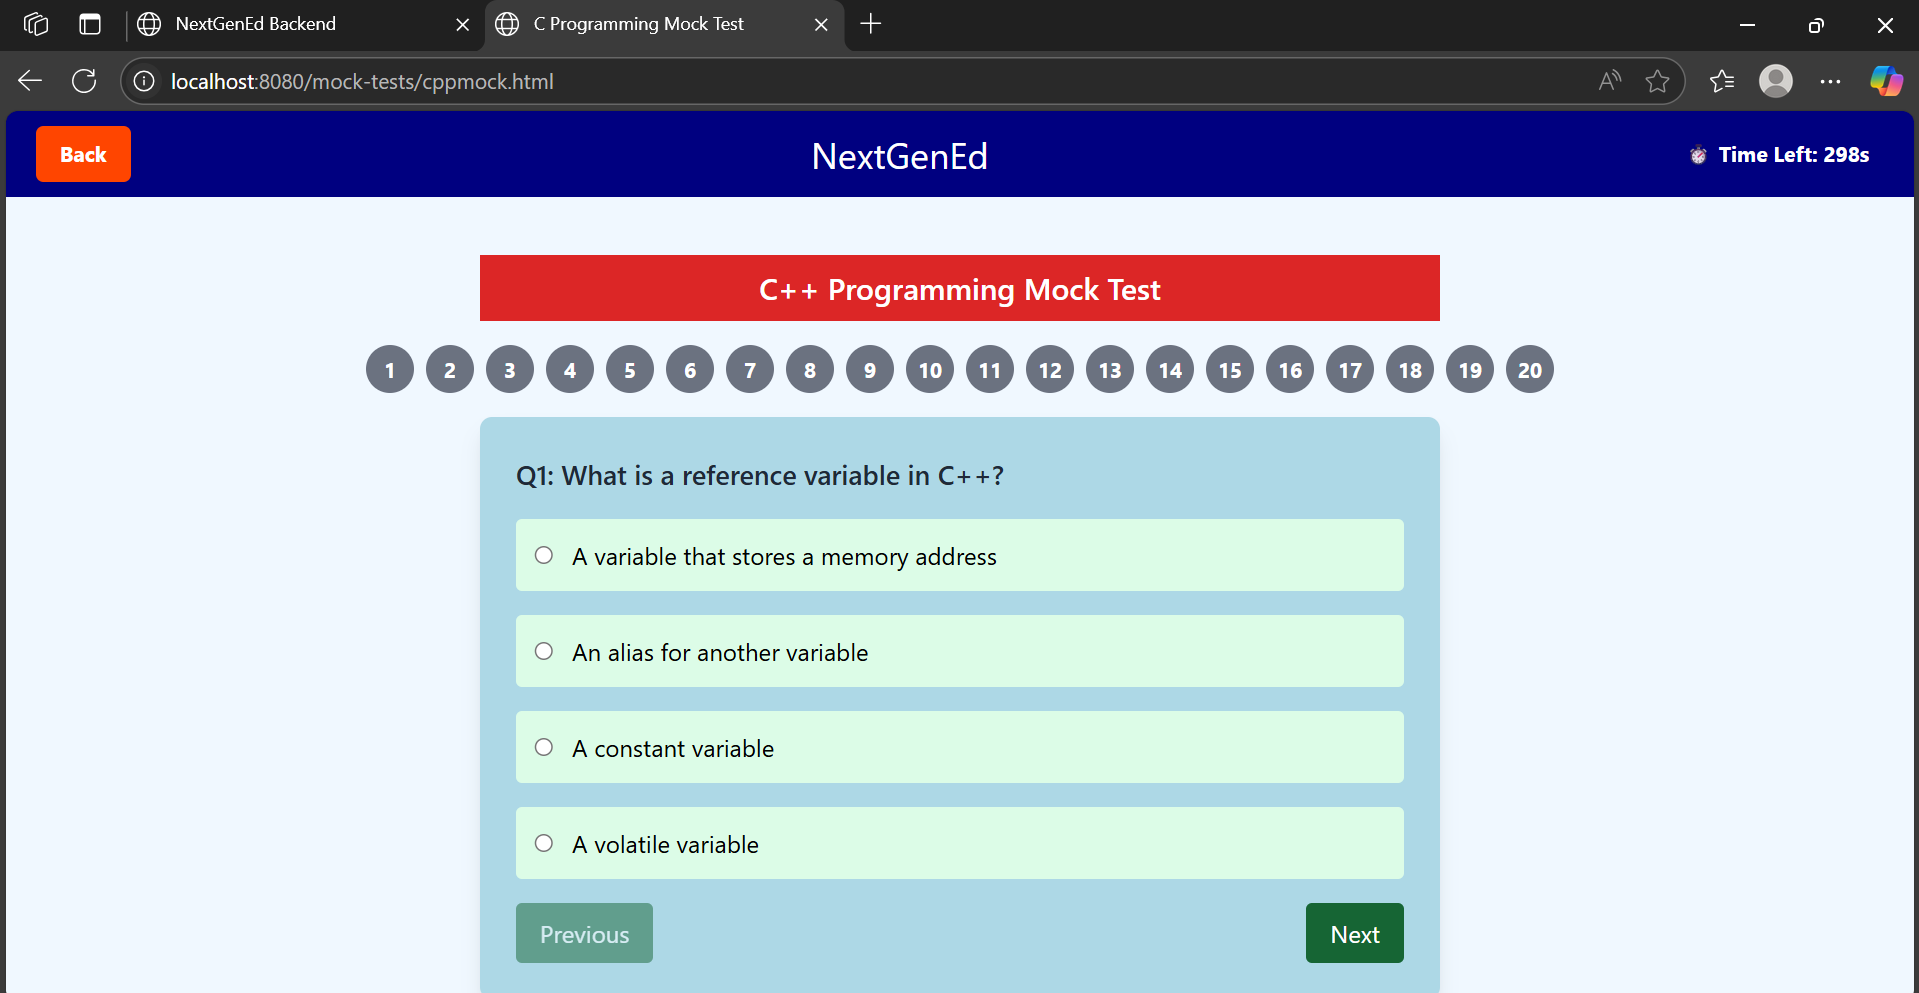 NextGenEd Backend
C Programming Mock Test
localhost:8080/mock-tests/cppmock.html
Back
NextGenEd
Time Left: 298s
C++ Programming Mock Test
1 2 3 4 5 6 7 8 9 10 11 12 13 14 15 16 17 18 19 20
Q1: What is a reference variable in C++?
A variable that stores a memory address
An alias for another variable
A constant variable
A volatile variable
Previous
Next